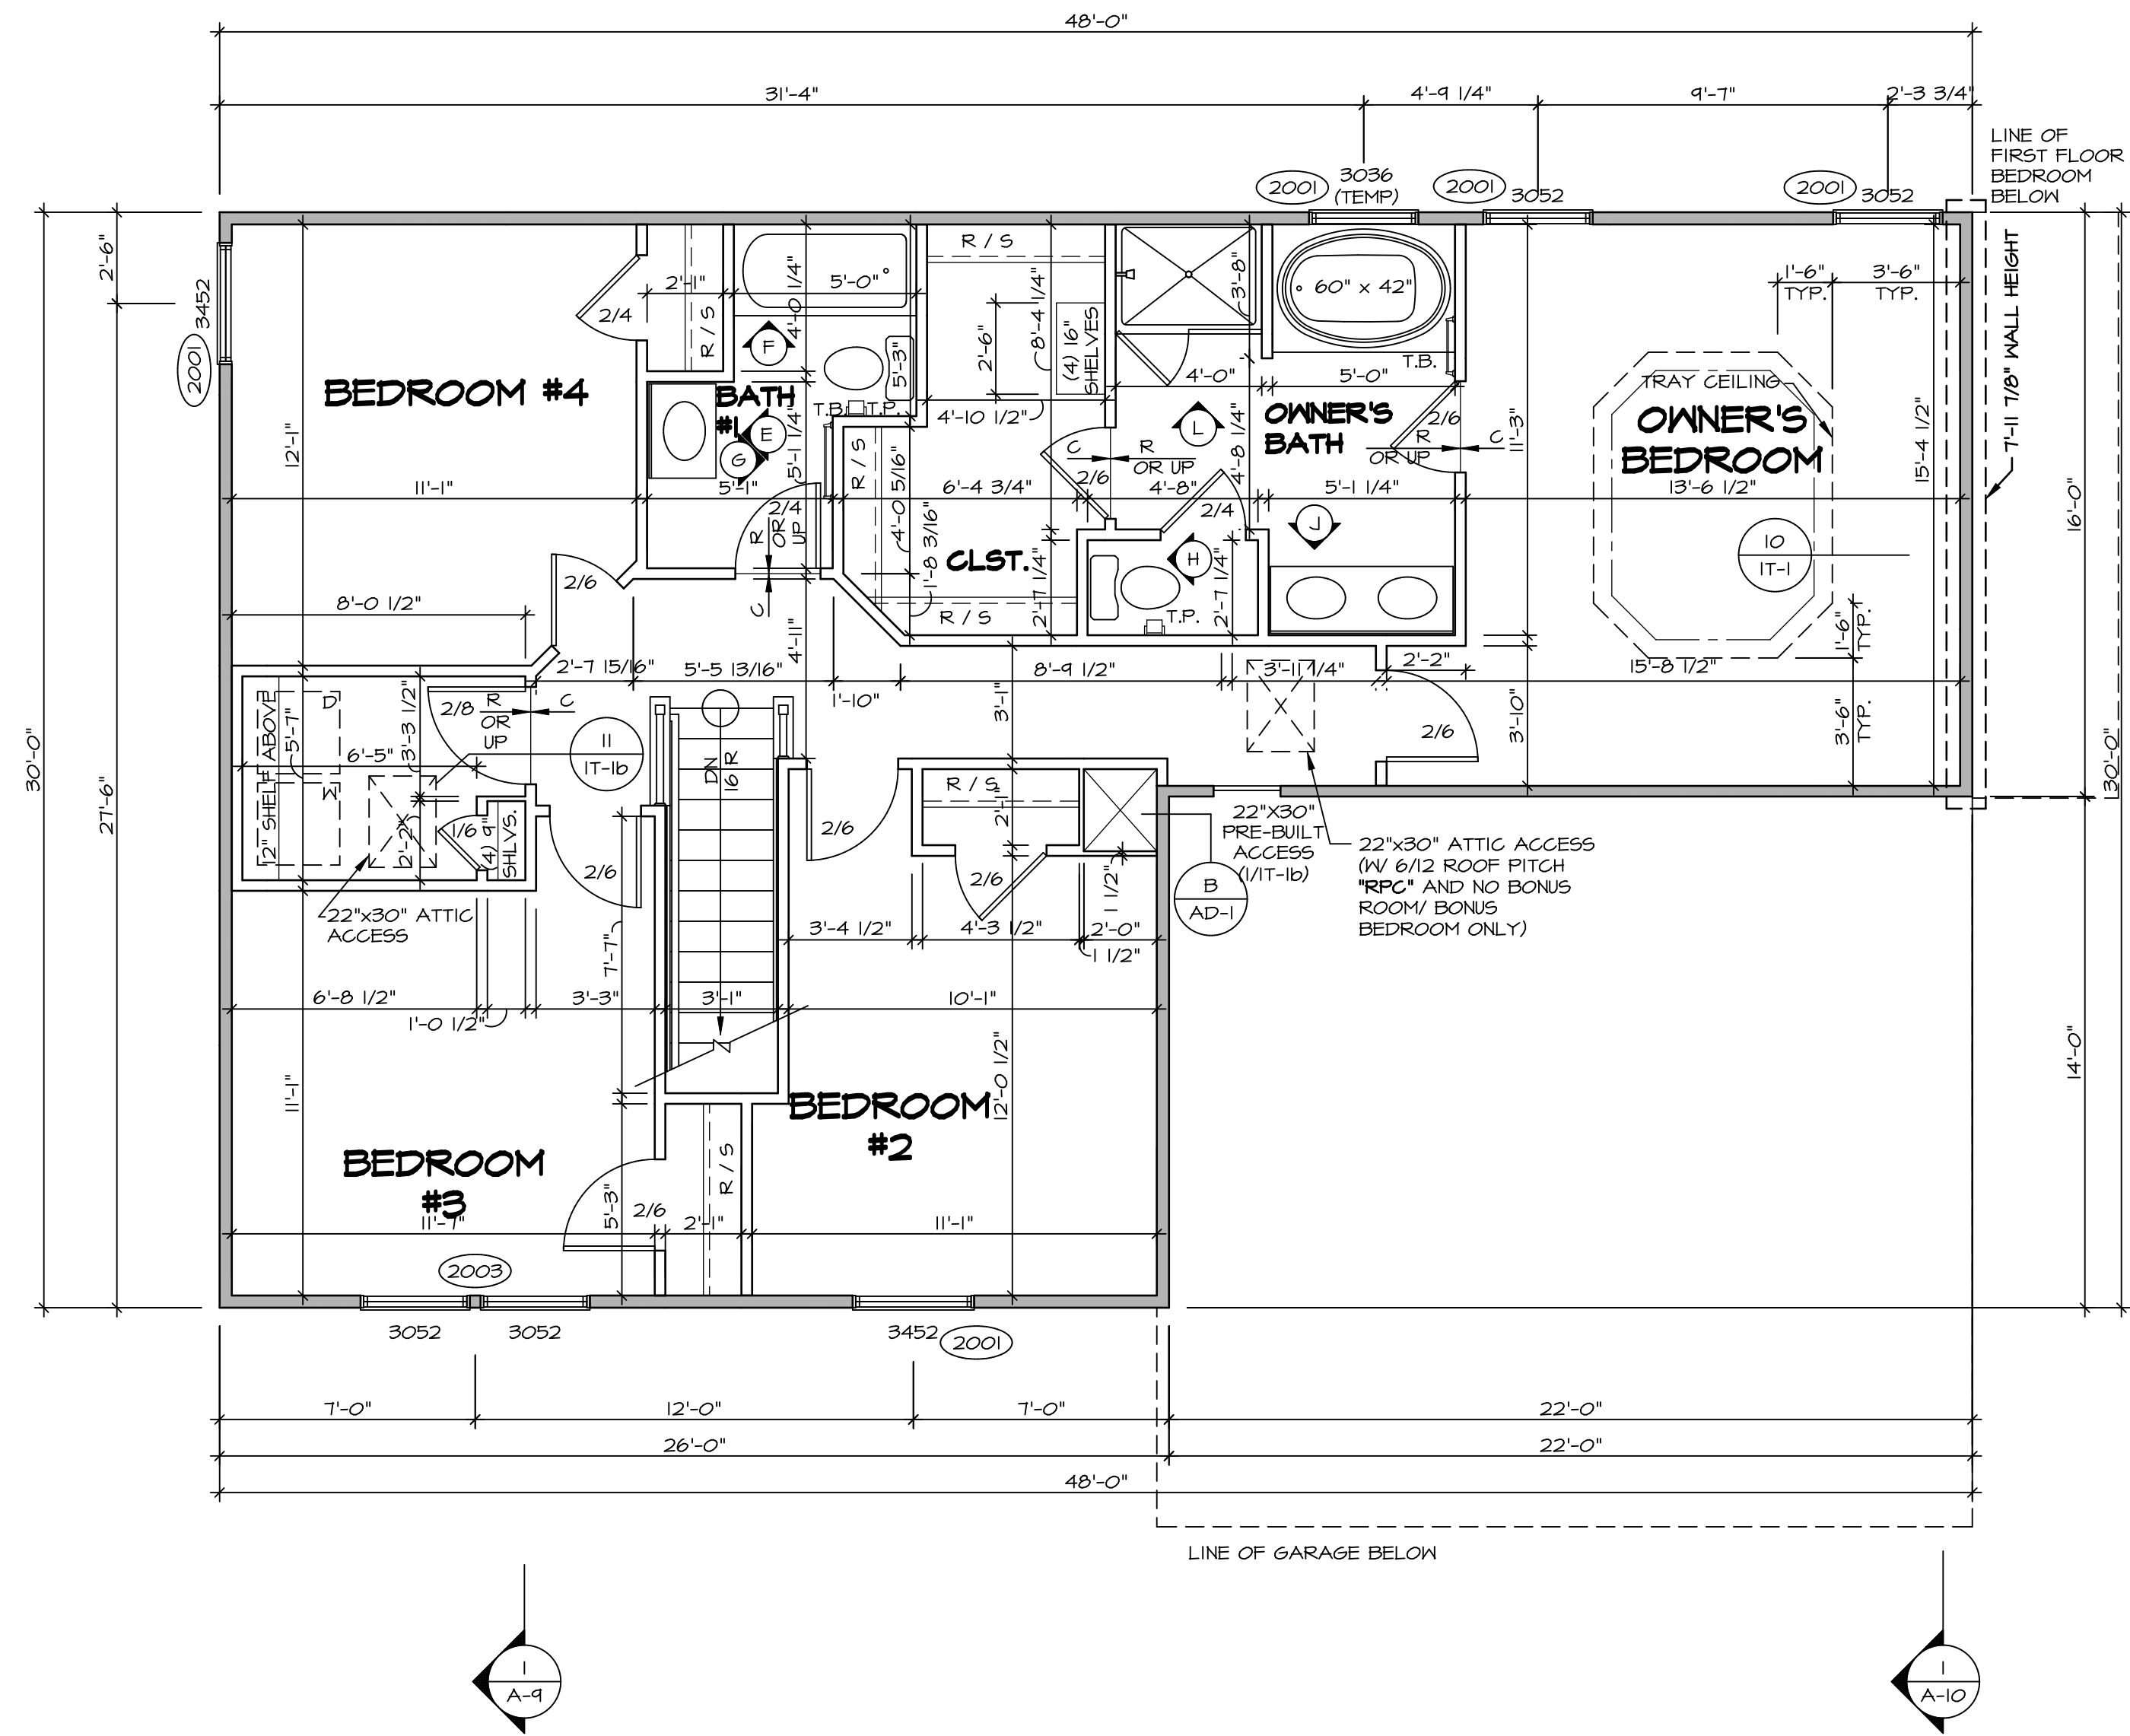 48'-0"
31'-4"
4'-9 1/4"
9'-7"
2'-3 3/4"
LINE OF
FIRST FLOOR
BEDROOM
BELOW
2001
3036
(TEMP)
2001
3052
2001
3052
7'-11 7/8" WALL HEIGHT
2'-6"
3452
2001
30'-0"
27'-6"
16'-0"
30'-0"
14'-0"
BEDROOM #4
12'-1"
11'-1"
8'-0 1/2"
2/4
2/6
2'-1"
R / S
5'-0"
4'-0 1/4"
F
BATH
#1
E
G
T.B.
T.P.
5'-3"
5'-1 1/4"
5'-1"
2/4
R
OR
UP
C
R / S
2'-6"
8'-4 1/4"
(4) 16"
SHELVES
4'-10 1/2"
R / S
4'-0 5/16"
6'-4 3/4"
1'-8 3/16"
CLST.
R / S
2'-7 1/4"
3'-8"
4'-0"
60" x 42"
5'-0"
T.B.
L
OWNER'S
BATH
C
R
OR UP
2/6
4'-8 1/4"
4'-8"
2/4
2/6
R
OR UP
C
5'-1 1/4"
J
H
T.P.
2'-7 1/4"
11'-3"
1'-6"
TYP.
3'-6"
TYP.
TRAY CEILING
OWNER'S
BEDROOM
15'-4 1/2"
13'-6 1/2"
10
IT-1
1'-6"
TYP.
3'-6"
TYP.
15'-8 1/2"
2'-7 15/16"
5'-5 13/16"
4'-11"
1'-10"
8'-9 1/2"
3'-11 1/4"
2'-2"
3'-1"
3'-10"
2/6
12" SHELF ABOVE
D
W
5'-7"
3'-3 1/2"
2/8
R
OR
UP
C
6'-5"
11
IT-1b
2'-2"
1/6
(4) 9"
SHLVS.
2/6
22"x30" ATTIC
ACCESS
DN
16 R
2/6
R / S
2'-1"
2/6
1 1/2"
22"X30"
PRE-BUILT
ACCESS
(1/IT-1b)
B
AD-1
22"x30" ATTIC ACCESS
(W/ 6/12 ROOF PITCH
"RPC" AND NO BONUS
ROOM/ BONUS
BEDROOM ONLY)
3'-4 1/2"
4'-3 1/2"
2'-0"
1 1/2"
7'-7"
6'-8 1/2"
1'-0 1/2"
3'-3"
3'-1"
10'-1"
11'-1"
12'-0 1/2"
BEDROOM
#2
BEDROOM
#3
11'-7"
5'-3"
2/6
2'-1"
R / S
11'-1"
2003
3052
3052
3452
2001
7'-0"
12'-0"
7'-0"
22'-0"
26'-0"
22'-0"
48'-0"
LINE OF GARAGE BELOW
1
A-9
1
A-10